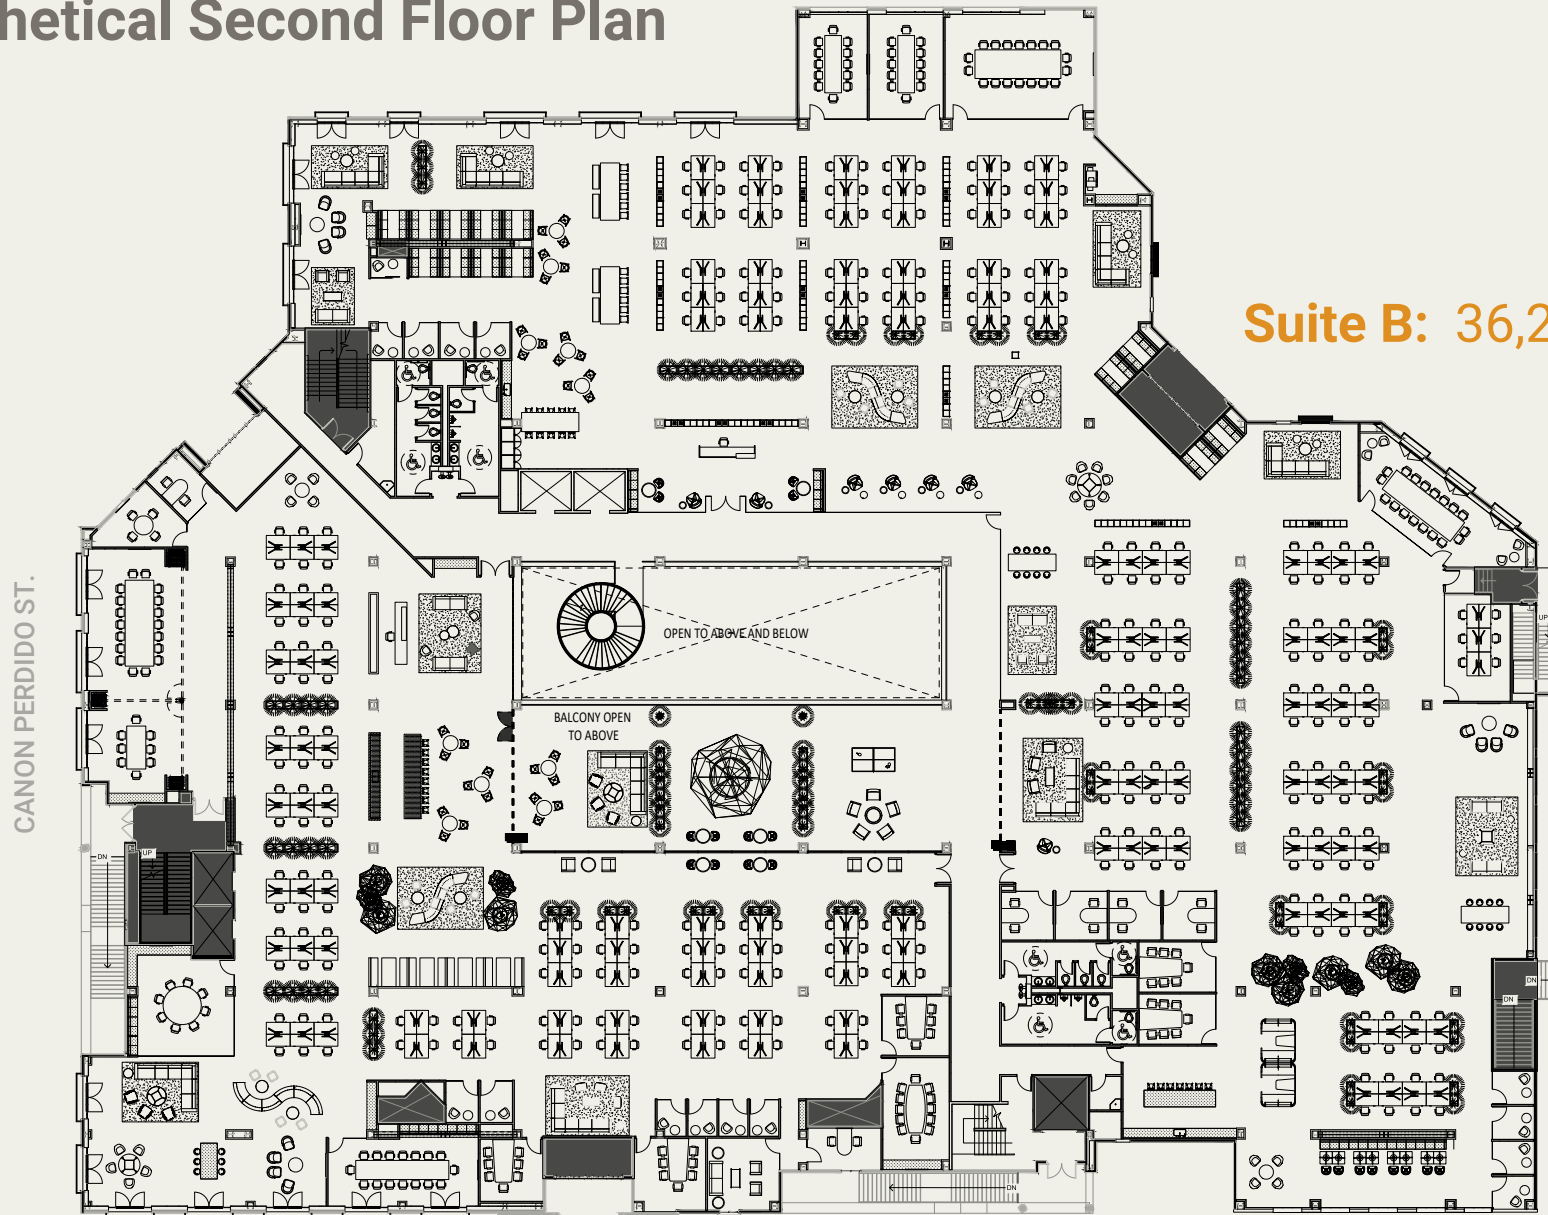 hetical Second Floor Plan
Suite B: 36,2
CANON PERDIDO ST.
OPEN TO ABOVE AND BELOW
BALCONY OPEN
TO ABOVE
UP
DN
UP
DN
DN
DN